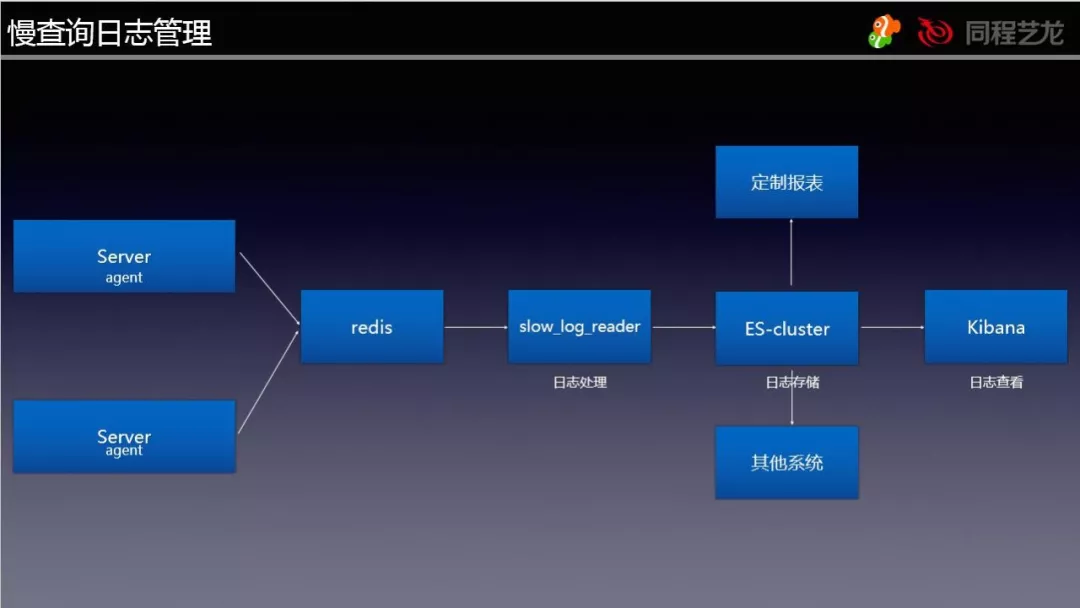 慢查询日志管理
同程艺龙
定制报表
Server
agent
redis
slow_log_reader
ES-cluster
Kibana
日志处理
日志存储
日志查看
Server
agent
其他系统